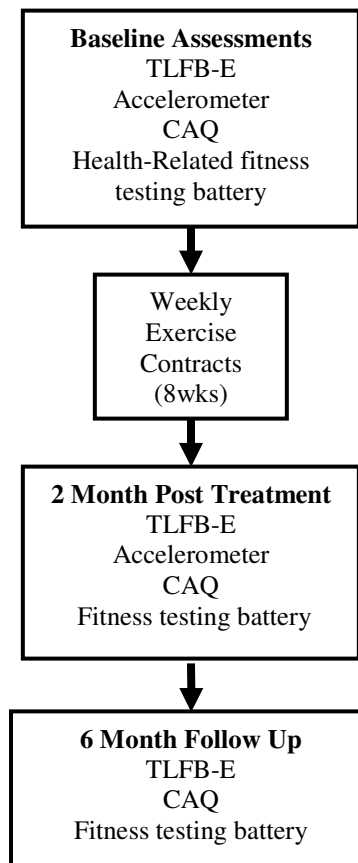 Baseline Assessments
TLFB-E
Accelerometer
CAQ
Health-Related fitness
testing battery
Weekly
Exercise
Contracts
(8wks)
2 Month Post Treatment
TLFB-E
Accelerometer
CAQ
Fitness testing battery
6 Month Follow Up
TLFB-E
CAQ
Fitness testing battery